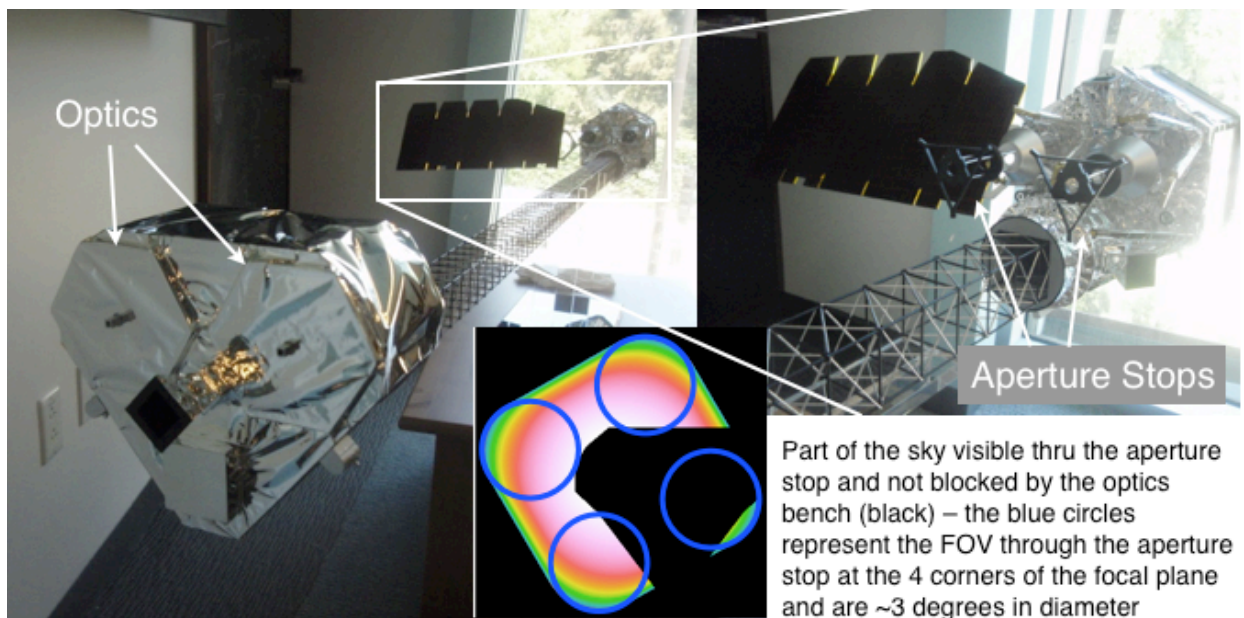 Optics
Aperture Stops
Part of the sky visible thru the aperture
stop and not blocked by the optics
bench (black) – the blue circles
represent the FOV through the aperture
stop at the 4 corners of the focal plane
and are ~3 degrees in diameter